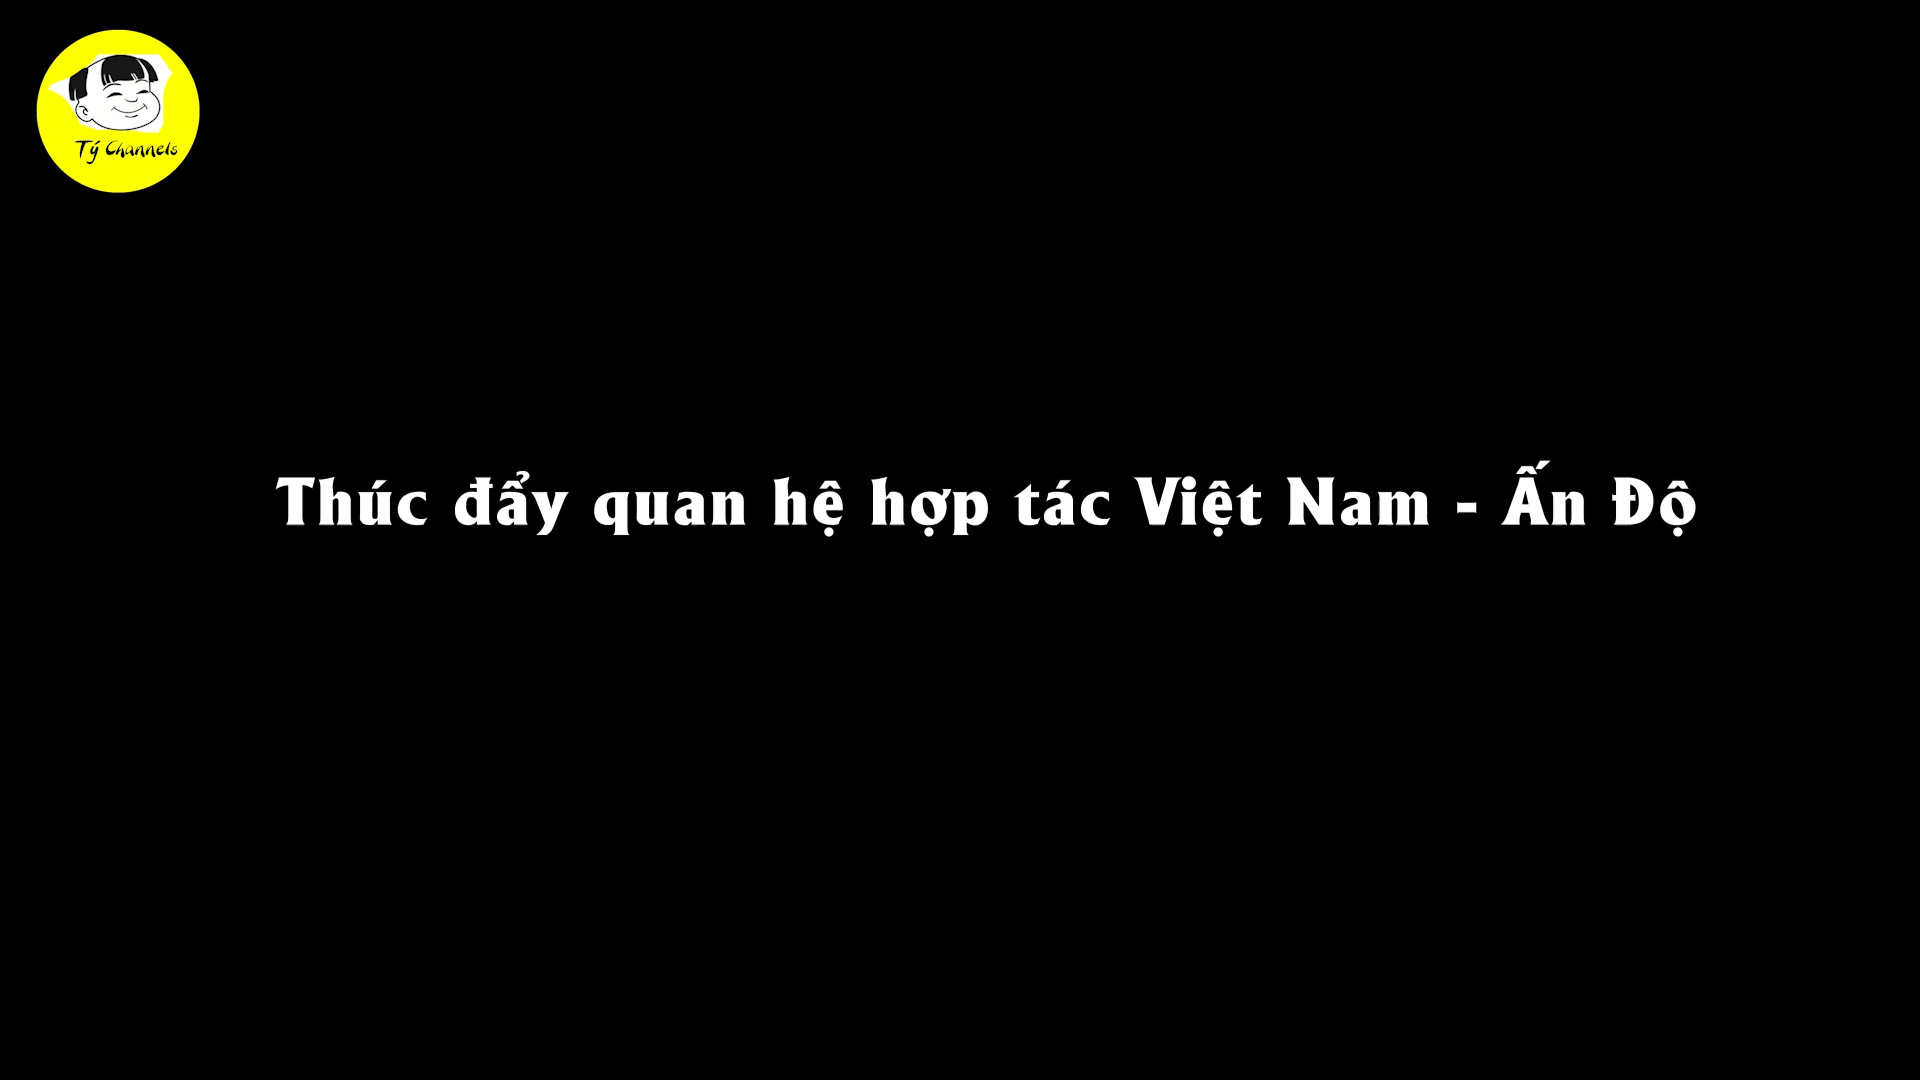 Tý Channels
Thúc đẩy quan hệ hợp tác Việt Nam - Ấn Độ